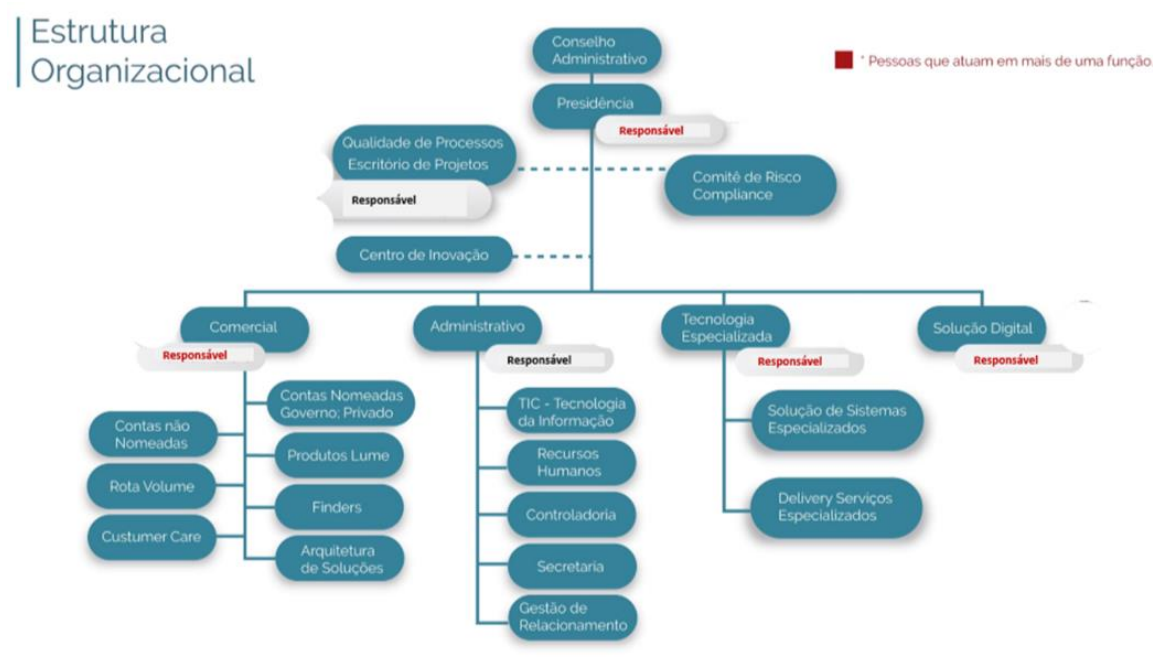 Estrutura
Organizacional
* Pessoas que atuam em mais de uma função
Conselho
Administrativo
Presidência
Responsável
Qualidade de Processos
Escritório de Projetos
Responsável
Comitê de Risco
Compliance
Centro de Inovação
Comercial
Responsável
Contas Nomeadas
Governo; Privado
Contas não
Nomeadas
Produtos Lume
Rota Volume
Finders
Custumer Care
Arquitetura
de Soluções
Administrativo
Responsável
TIC - Tecnologia
da Informação
Recursos
Humanos
Controladoria
Secretaria
Gestão de
Relacionamento
Tecnologia
Especializada
Responsável
Solução de Sistemas
Especializados
Delivery Serviços
Especializados
Solução Digital
Responsável